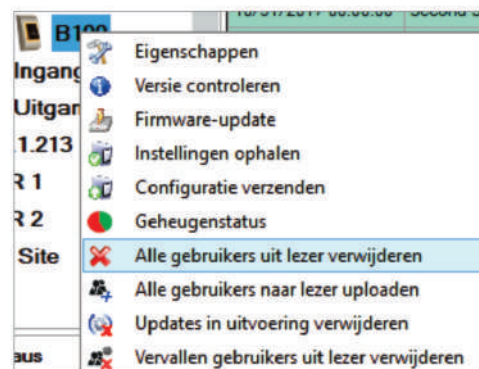 B100
Eigenschappen
Versie controleren
Firmware-update
Instellingen ophalen
Configuratie verzenden
Geheugenstatus
Alle gebruikers uit lezer verwijderen
Alle gebruikers naar lezer uploaden
Updates in uitvoering verwijderen
Vervallen gebruikers uit lezer verwijderen
Ingang
Uitgan
.1.213
R 1
R 2
Site
aus